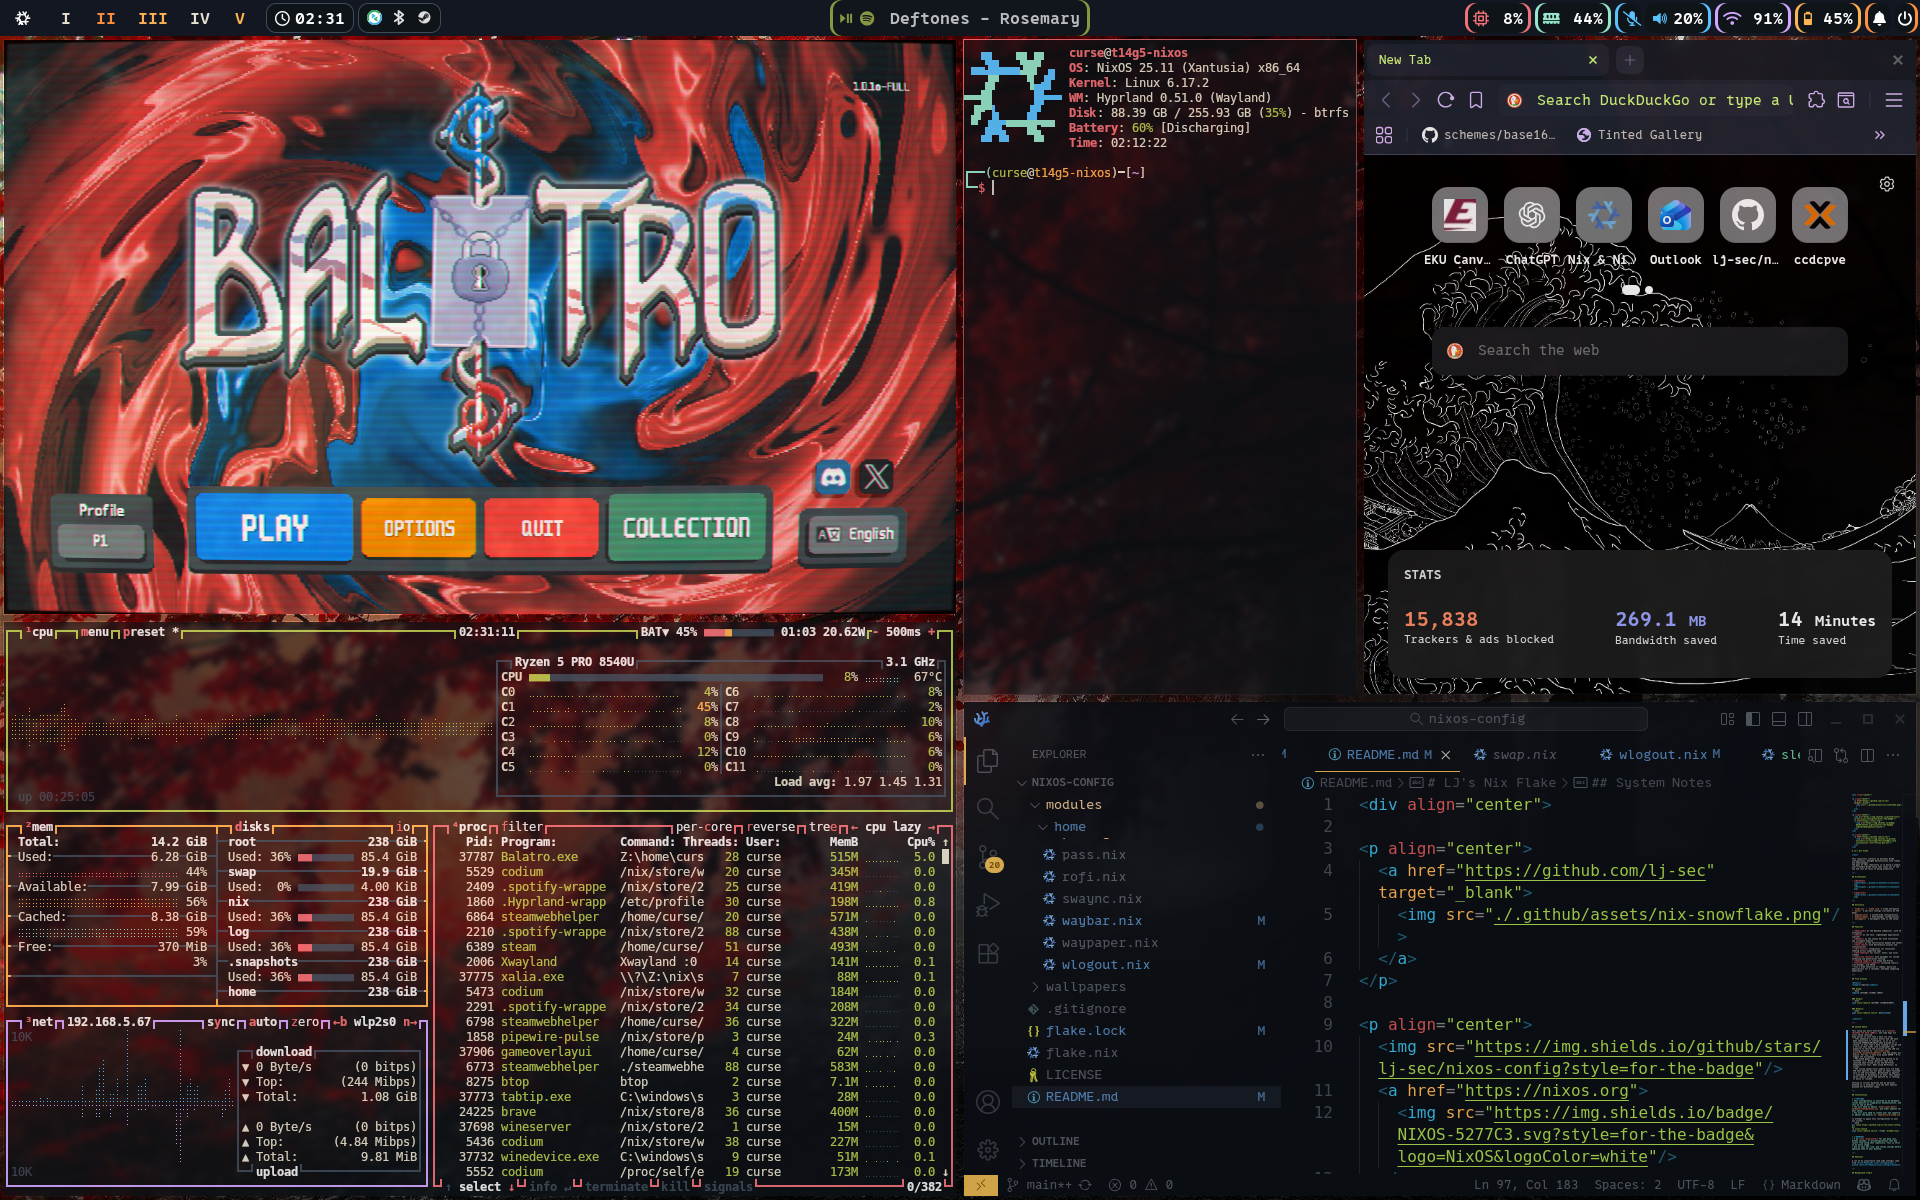 I II III IV V 02:31
Deftones - Rosemary
8% 44% 20% 91% 45%
1.0.1o-FULL
BALATRO
Profile
P1
PLAY
OPTIONS
QUIT
COLLECTION
English
curse@t14g5-nixos
OS: NixOS 25.11 (Xantusia) x86_64
Kernel: Linux 6.17.2
WM: Hyprland 0.51.0 (Wayland)
Disk: 88.39 GB / 255.93 GB (35%) - btrfs
Battery: 60% [Discharging]
Time: 02:12:22
(curse@t14g5-nixos)-[~]
$
New Tab
Search DuckDuckGo or type a U
schemes/base16… Tinted Gallery »
EKU Canv… ChatGPT Nix & Ni… Outlook lj-sec/n… ccdcpve
Search the web
STATS
15,838 269.1 MB 14 Minutes
Trackers & ads blocked Bandwidth saved Time saved
¹cpu menu preset * 02:31:11 BAT▼ 45% 01:03 20.62W - 500ms +
Ryzen 5 PRO 8540U 3.1 GHz
CPU 8% 67°C
C0 4% C6 8%
C1 45% C7 2%
C2 8% C8 10%
C3 0% C9 6%
C4 12% C10 6%
C5 0% C11 0%
Load avg: 1.97 1.45 1.31
up 00:25:05
²mem disks io
Total: 14.2 GiB
Used: 6.28 GiB
44%
Available: 7.99 GiB
56%
Cached: 8.38 GiB
59%
Free: 370 MiB
3%
root 238 GiB
Used: 36% 85.4 GiB
swap 19.9 GiB
Used: 0% 4.00 KiB
nix 238 GiB
Used: 36% 85.4 GiB
log 238 GiB
Used: 36% 85.4 GiB
.snapshots 238 GiB
Used: 36% 85.4 GiB
home 238 GiB
³net 192.168.5.67 sync auto zero ←b wlp2s0 n→
10K
download
▼ 0 Byte/s (0 bitps)
▼ Top: (244 Mibps)
▼ Total: 1.08 GiB
▲ 0 Byte/s (0 bitps)
▲ Top: (4.84 Mibps)
▲ Total: 9.81 MiB
upload
10K
⁴proc filter per-core reverse tree ← cpu lazy →
Pid: Program: Command: Threads: User: MemB Cpu% ↑
37787 Balatro.exe Z:\home\curs 28 curse 515M 5.0
5529 codium /nix/store/w 20 curse 345M 0.0
2409 .spotify-wrappe /nix/store/2 25 curse 419M 0.0
1860 .Hyprland-wrapp /etc/profile 30 curse 198M 0.8
6864 steamwebhelper /home/curse/ 20 curse 571M 0.0
2210 .spotify-wrappe /nix/store/2 88 curse 438M 0.0
6389 steam /home/curse/ 51 curse 493M 0.0
2006 Xwayland Xwayland :0 14 curse 141M 0.1
37775 xalia.exe \\?\Z:\nix\s 7 curse 88M 0.1
5473 codium /nix/store/w 32 curse 184M 0.0
2291 .spotify-wrappe /nix/store/2 34 curse 208M 0.0
6798 steamwebhelper /home/curse/ 36 curse 322M 0.0
1858 pipewire-pulse /nix/store/p 3 curse 24M 0.3
37906 gameoverlayui /home/curse/ 4 curse 62M 0.0
6773 steamwebhelper ./steamwebhe 88 curse 583M 0.0
8275 btop btop 2 curse 7.1M 0.0
37773 tabtip.exe C:\windows\s 3 curse 28M 0.0
24225 brave /nix/store/8 36 curse 400M 0.0
37698 wineserver /nix/store/2 1 curse 15M 0.0
5436 codium /nix/store/w 38 curse 227M 0.0
37732 winedevice.exe C:\windows\s 9 curse 51M 0.1
5552 codium /proc/self/e 19 curse 173M 0.0 ↓
↑ select ↓ info ↵ terminate kill signals 0/382
nixos-config
EXPLORER ···
NIXOS-CONFIG
modules
home
pass.nix
rofi.nix
swaync.nix
waybar.nix M
waypaper.nix
wlogout.nix M
wallpapers
.gitignore
flake.lock M
flake.nix
LICENSE
README.md M
OUTLINE
TIMELINE
20
README.md M swap.nix wlogout.nix M sle
README.md > # LJ's Nix Flake > ## System Notes
1 <div align="center">
2
3 <p align="center">
4 <a href="https://github.com/lj-sec"
target="_blank">
5 <img src="./.github/assets/nix-snowflake.png"/
>
6 </a>
7 </p>
8
9 <p align="center">
10 <img src="https://img.shields.io/github/stars/
lj-sec/nixos-config?style=for-the-badge"/>
11 <a href="https://nixos.org">
12 <img src="https://img.shields.io/badge/
NIXOS-5277C3.svg?style=for-the-badge&
logo=NixOS&logoColor=white"/>
main*+ 0 0 Ln 97, Col 183 Spaces: 2 UTF-8 LF {} Markdown